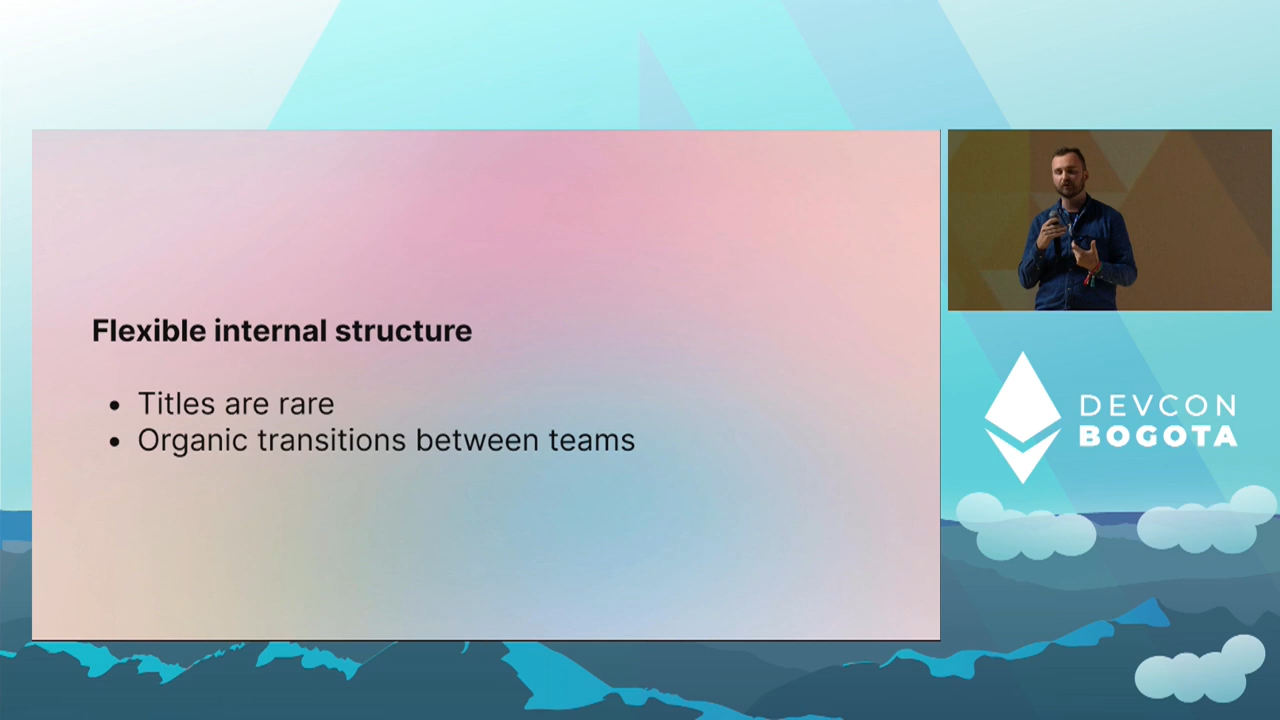 Flexible internal structure
• Titles are rare
• Organic transitions between teams
DEVCON
BOGOTA